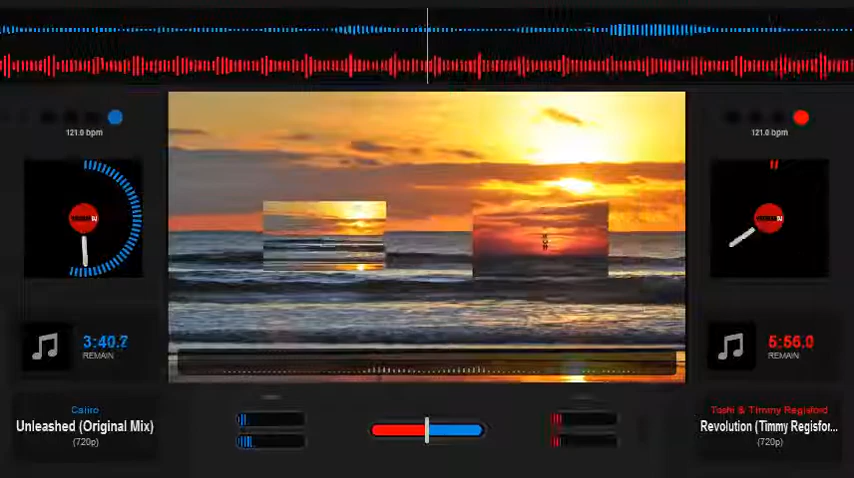 121.0 bpm
121.0 bpm
3:40.7
REMAIN
5:56.0
REMAIN
Unleashed (Original Mix)
(720p)
Toshi & Timmy Regisford
Revolution (Timmy Regisfor...
(720p)